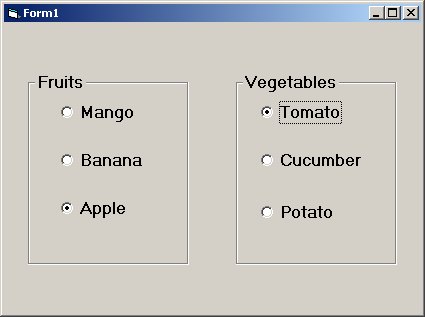 Form1
Fruits
Mango
Banana
Apple
Vegetables
Tomato
Cucumber
Potato